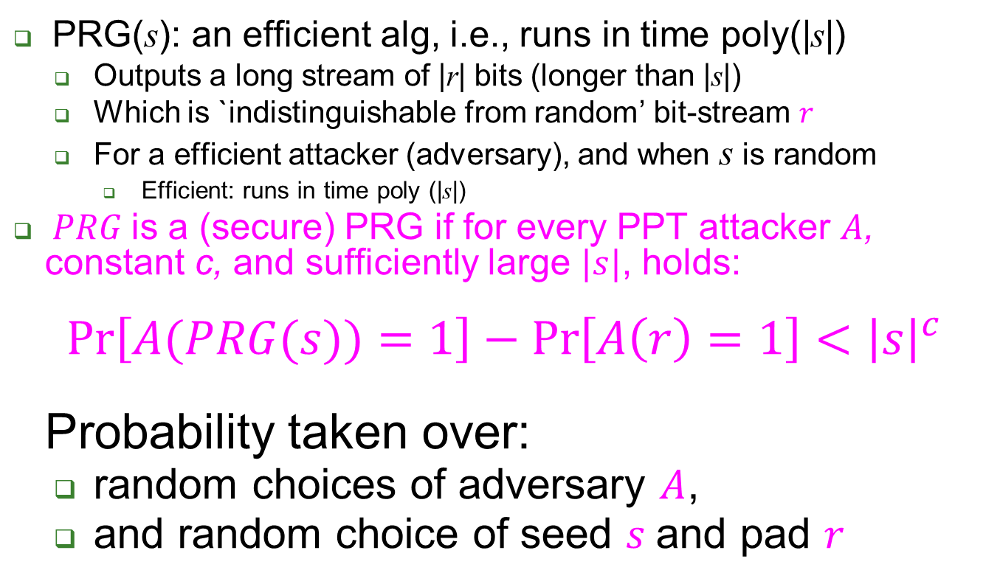 PRG(s): an efficient alg, i.e., runs in time poly(|s|)
Outputs a long stream of |r| bits (longer than |s|)
Which is `indistinguishable from random’ bit-stream r
For a efficient attacker (adversary), and when s is random
Efficient: runs in time poly (|s|)
PRG is a (secure) PRG if for every PPT attacker A,
constant c, and sufficiently large |s|, holds:
Pr[A(PRG(s)) = 1] − Pr[A(r) = 1] < |s|^c
Probability taken over:
random choices of adversary A,
and random choice of seed s and pad r